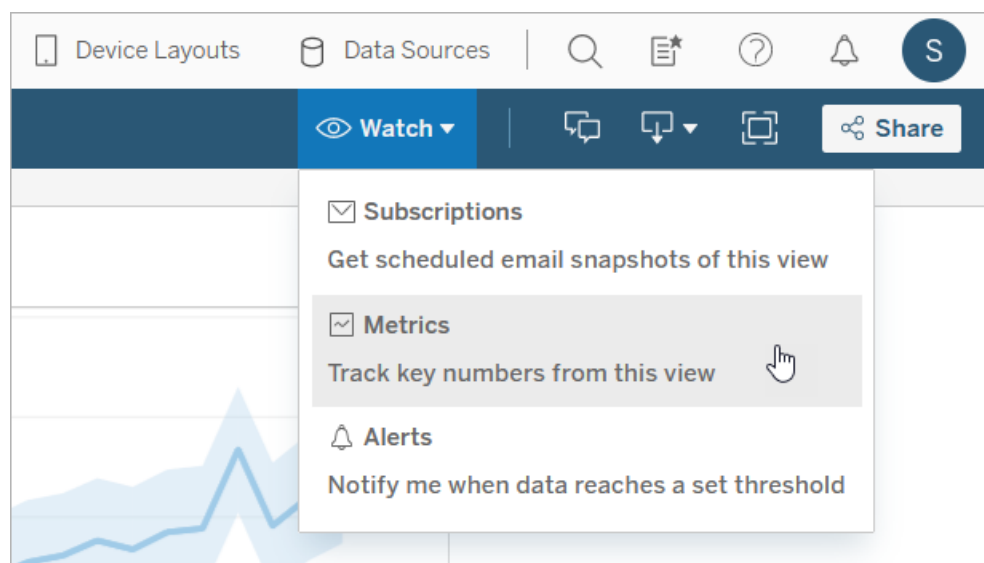 Device Layouts Data Sources S
Watch Share
Subscriptions
Get scheduled email snapshots of this view
Metrics
Track key numbers from this view
Alerts
Notify me when data reaches a set threshold